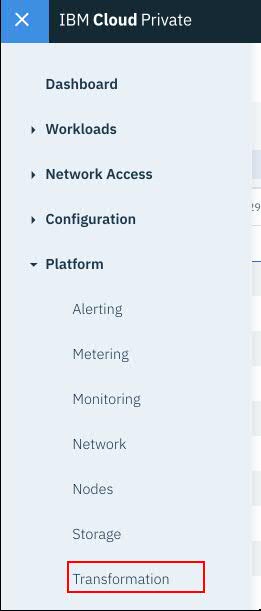 IBM Cloud Private
Dashboard
Workloads
Network Access
Configuration
Platform
Alerting
Metering
Monitoring
Network
Nodes
Storage
Transformation